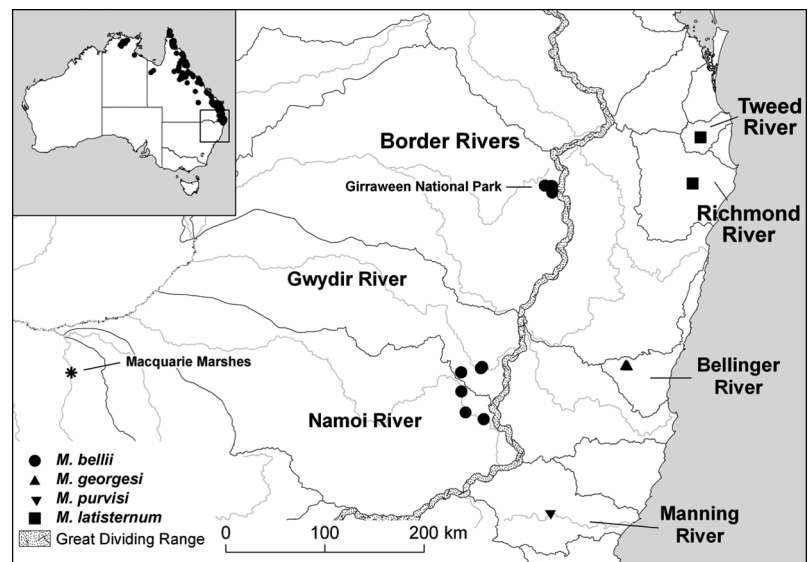 Tweed
River
Border Rivers
Girraween National Park
Richmond
River
Gwydir River
Macquarie Marshes
Bellinger
River
Namoi River
M. bellii
M. georgesi
M. purvisi
M. latisternum
Great Dividing Range
0 100 200 km
Manning
River